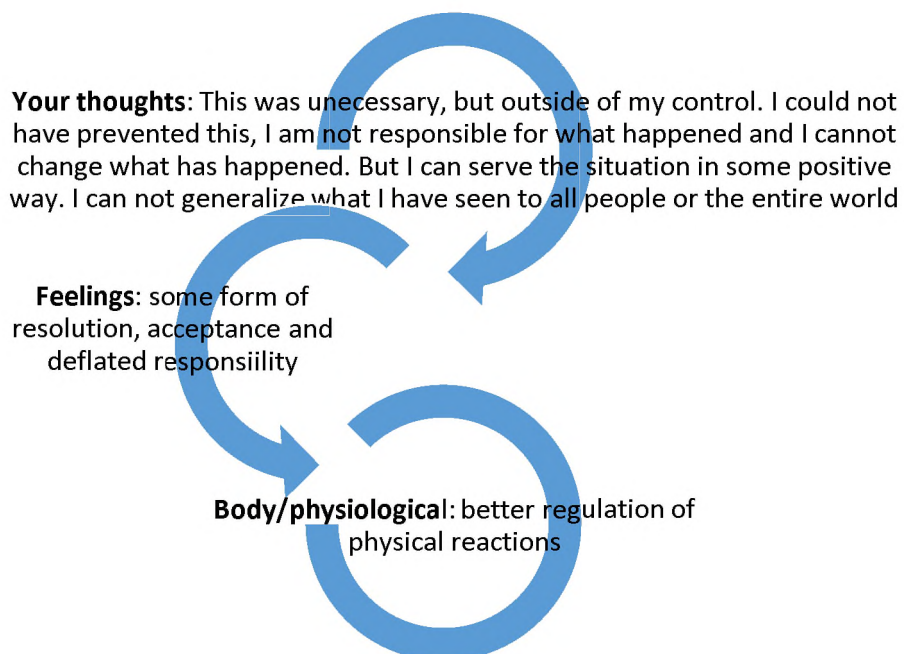 Your thoughts: This was unecessary, but outside of my control. I could not
have prevented this, I am not responsible for what happened and I cannot
change what has happened. But I can serve the situation in some positive
way. I can not generalize what I have seen to all people or the entire world
Feelings: some form of
resolution, acceptance and
deflated responsiility
Body/physiological: better regulation of
physical reactions